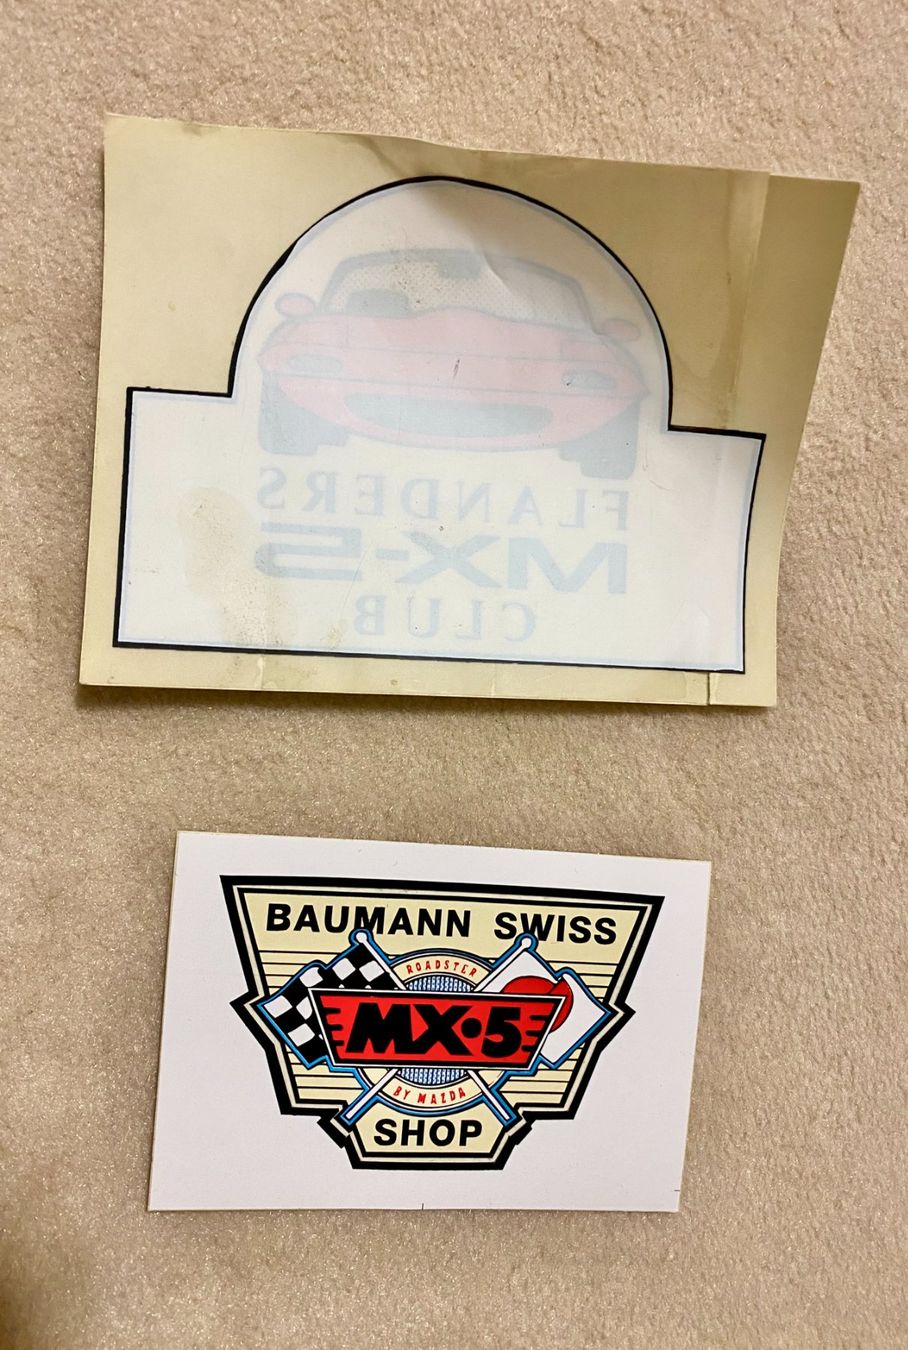 FLANDERS
MX-5
CLUB
BAUMANN SWISS
ROADSTER
MX·5
BY MAZDA
SHOP